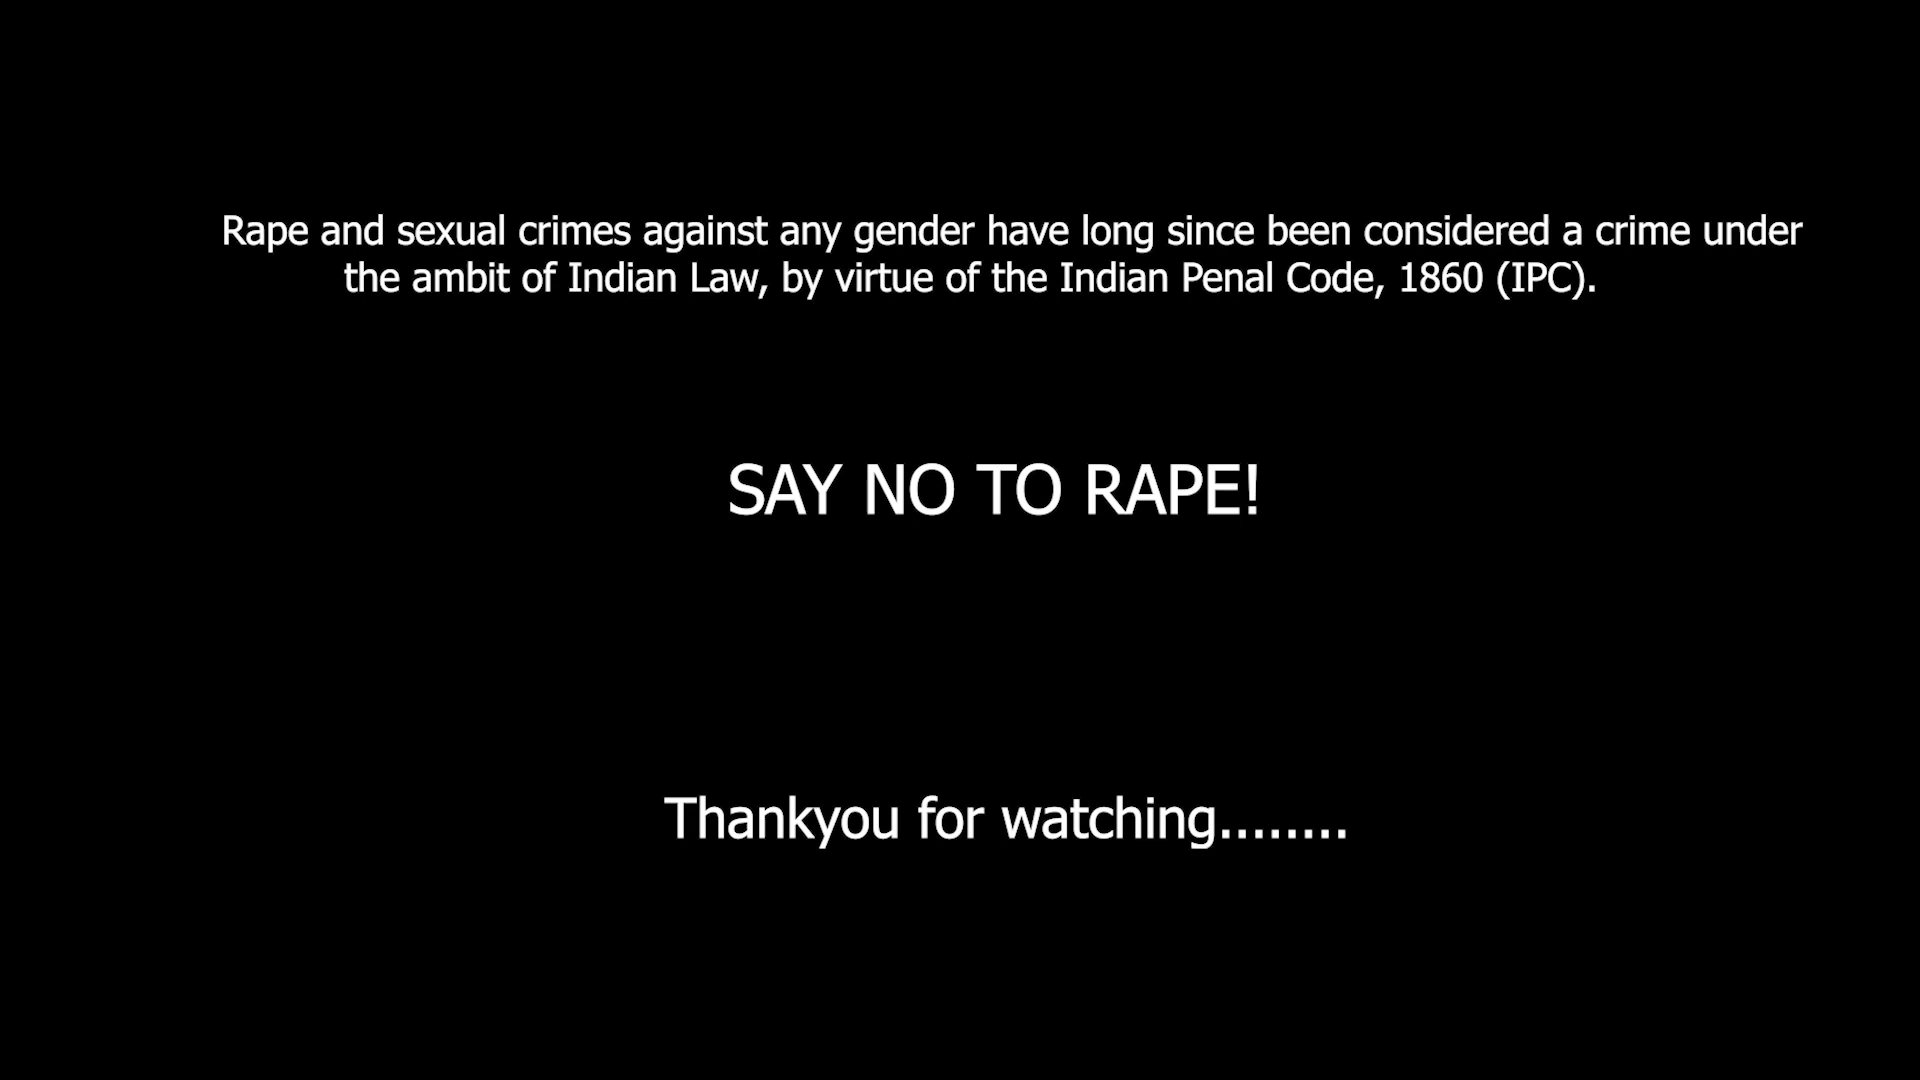 Rape and sexual crimes against any gender have long since been considered a crime under
the ambit of Indian Law, by virtue of the Indian Penal Code, 1860 (IPC).
SAY NO TO RAPE!
Thankyou for watching........